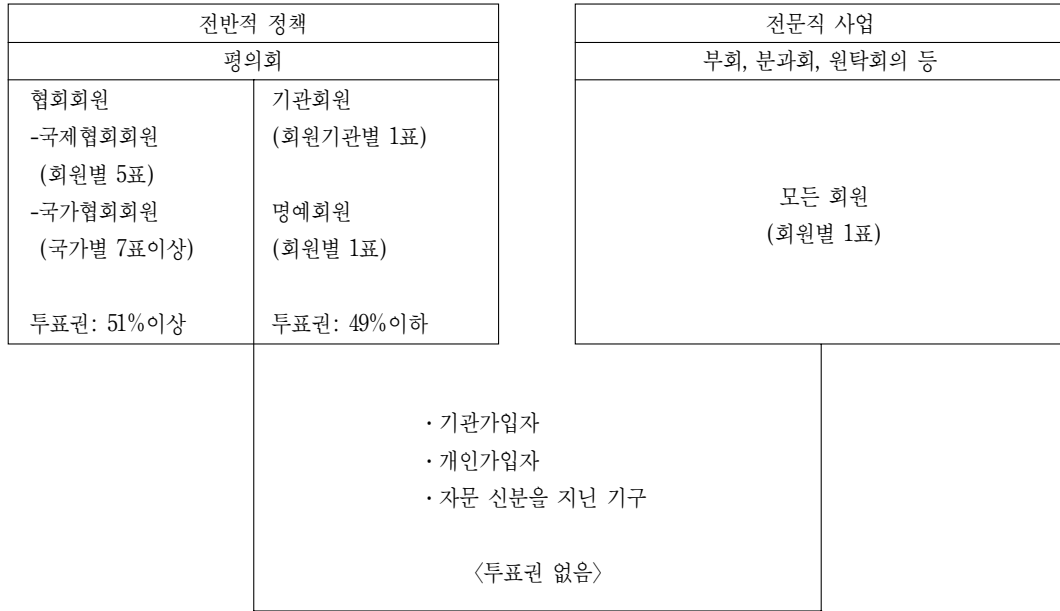 전반적 정책
평의회
협회회원
-국제협회회원
(회원별 5표)
-국가협회회원
(국가별 7표이상)
투표권: 51%이상
기관회원
(회원기관별 1표)
명예회원
(회원별 1표)
투표권: 49%이하
전문직 사업
부회, 분과회, 원탁회의 등
모든 회원
(회원별 1표)
·기관가입자
·개인가입자
·자문 신분을 지닌 기구
〈투표권 없음〉